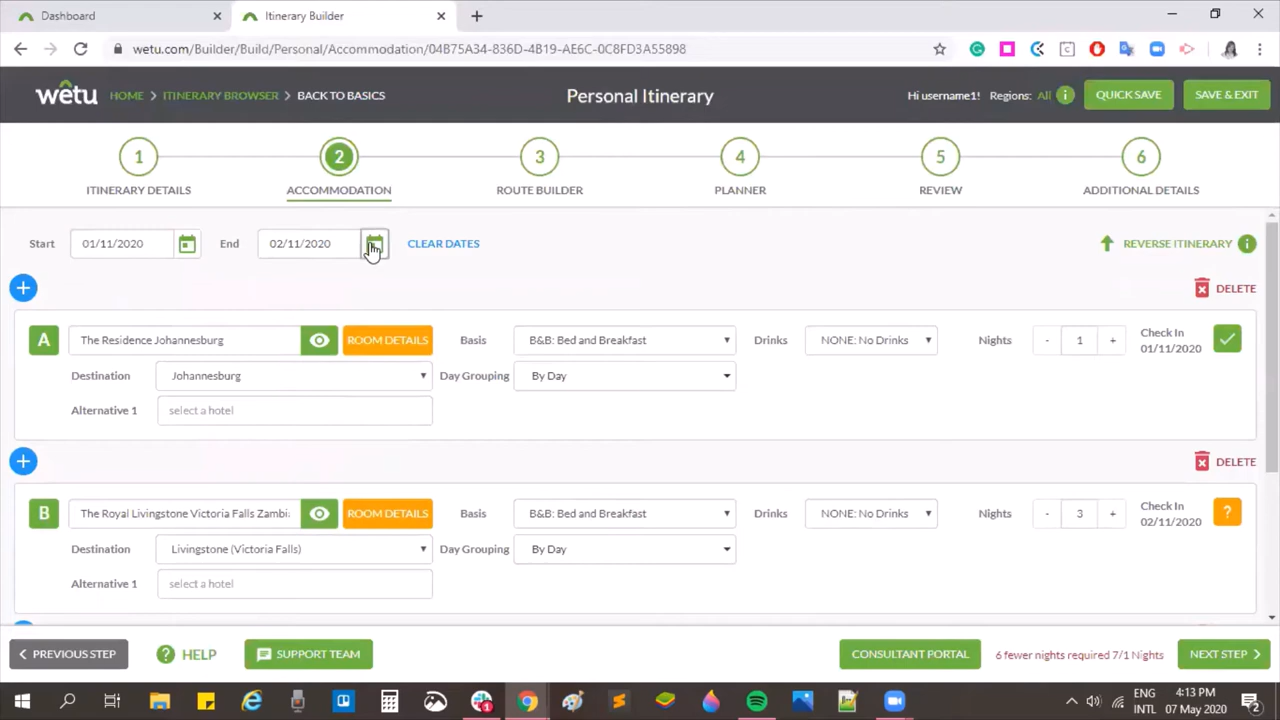 Dashboard
Itinerary Builder
wetu.com/Builder/Build/Personal/Accommodation/04B75A34-836D-4B19-AE6C-0C8FD3A55898
wetu HOME > ITINERARY BROWSER > BACK TO BASICS
Personal Itinerary
Hi username1! Regions: All i QUICK SAVE SAVE & EXIT
1 2 3 4 5 6
ITINERARY DETAILS ACCOMMODATION ROUTE BUILDER PLANNER REVIEW ADDITIONAL DETAILS
Start 01/11/2020 End 02/11/2020 CLEAR DATES REVERSE ITINERARY i
DELETE
A The Residence Johannesburg ROOM DETAILS Basis B&B: Bed and Breakfast Drinks NONE: No Drinks Nights - 1 + Check In 01/11/2020
Destination Johannesburg Day Grouping By Day
Alternative 1 select a hotel
DELETE
B The Royal Livingstone Victoria Falls Zambi ROOM DETAILS Basis B&B: Bed and Breakfast Drinks NONE: No Drinks Nights - 3 + Check In 02/11/2020 ?
Destination Livingstone (Victoria Falls) Day Grouping By Day
Alternative 1 select a hotel
PREVIOUS STEP ? HELP SUPPORT TEAM CONSULTANT PORTAL 6 fewer nights required 7/1 Nights NEXT STEP
ENG 4:13 PM
INTL 07 May 2020 2